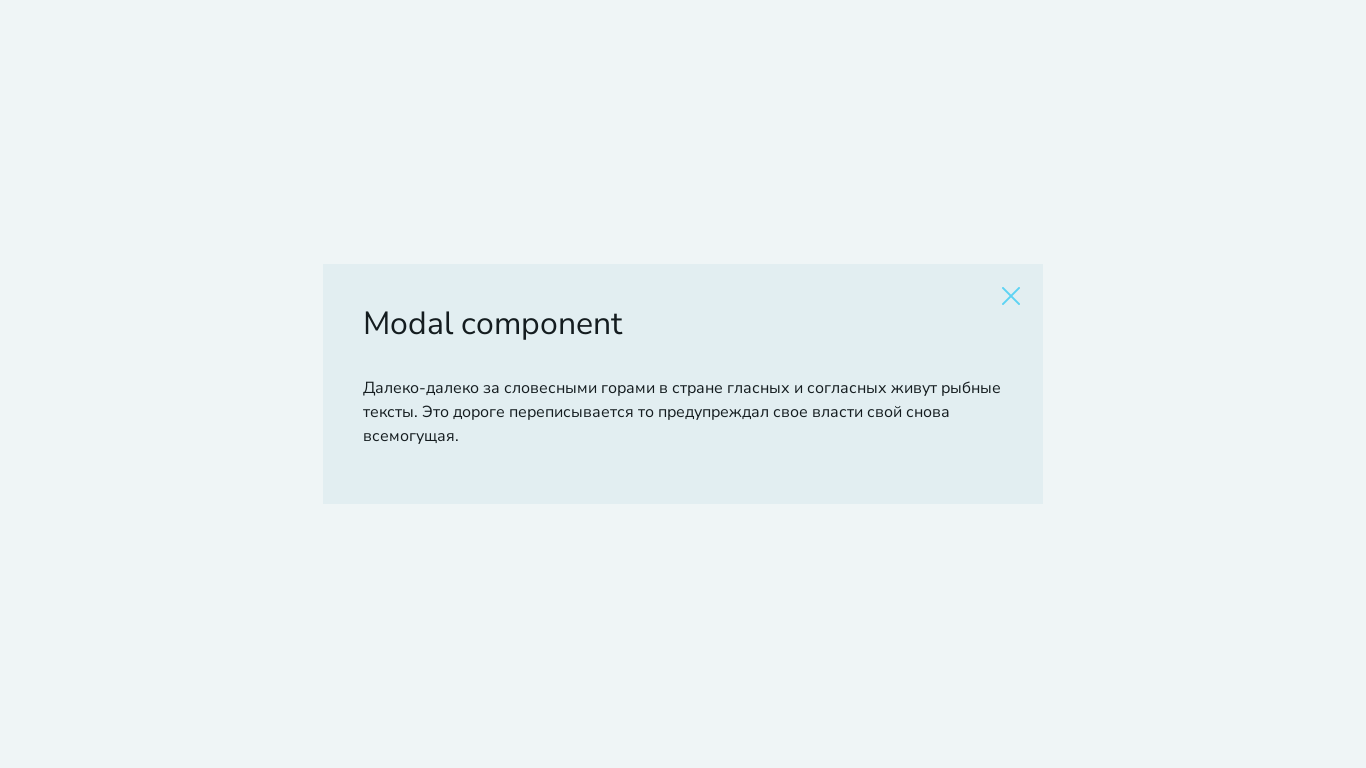 Modal component
Далеко-далеко за словесными горами в стране гласных и согласных живут рыбные
тексты. Это дороге переписывается то предупреждал свое власти свой снова
всемогущая.